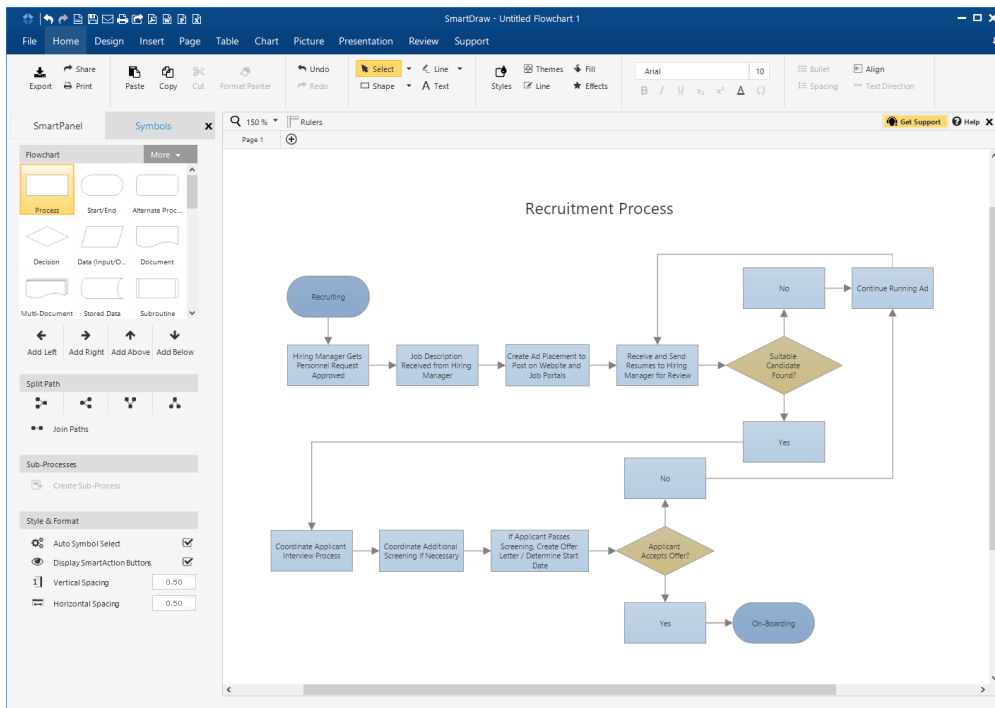 SmartDraw - Untitled Flowchart 1
File Home Design Insert Page Table Chart Picture Presentation Review Support
Export Share Print Paste Copy Cut Format Painter Undo Redo Select Line Shape Text Styles Themes Fill Line Effects Arial 10 Bullet Align Spacing Text Direction
B I U x₂ x² A Ω
SmartPanel Symbols
150 % Rulers Get Support Help
Page 1
Flowchart More
Process Start/End Alternate Proc...
Decision Data (Input/O... Document
Multi-Document Stored Data Subroutine
Add Left Add Right Add Above Add Below
Split Path
Join Paths
Sub-Processes
Create Sub-Process
Style & Format
Auto Symbol Select
Display SmartAction Buttons
Vertical Spacing 0.50
Horizontal Spacing 0.50
Recruitment Process
Recruiting
Hiring Manager Gets
Personnel Request
Approved
Job Description
Received from Hiring
Manager
Create Ad Placement to
Post on Website and
Job Portals
Receive and Send
Resumes to Hiring
Manager for Review
Suitable
Candidate
Found?
No
Continue Running Ad
Yes
Coordinate Applicant
Interview Process
Coordinate Additional
Screening If Necessary
If Applicant Passes
Screening, Create Offer
Letter / Determine Start
Date
Applicant
Accepts Offer?
No
Yes
On-Boarding